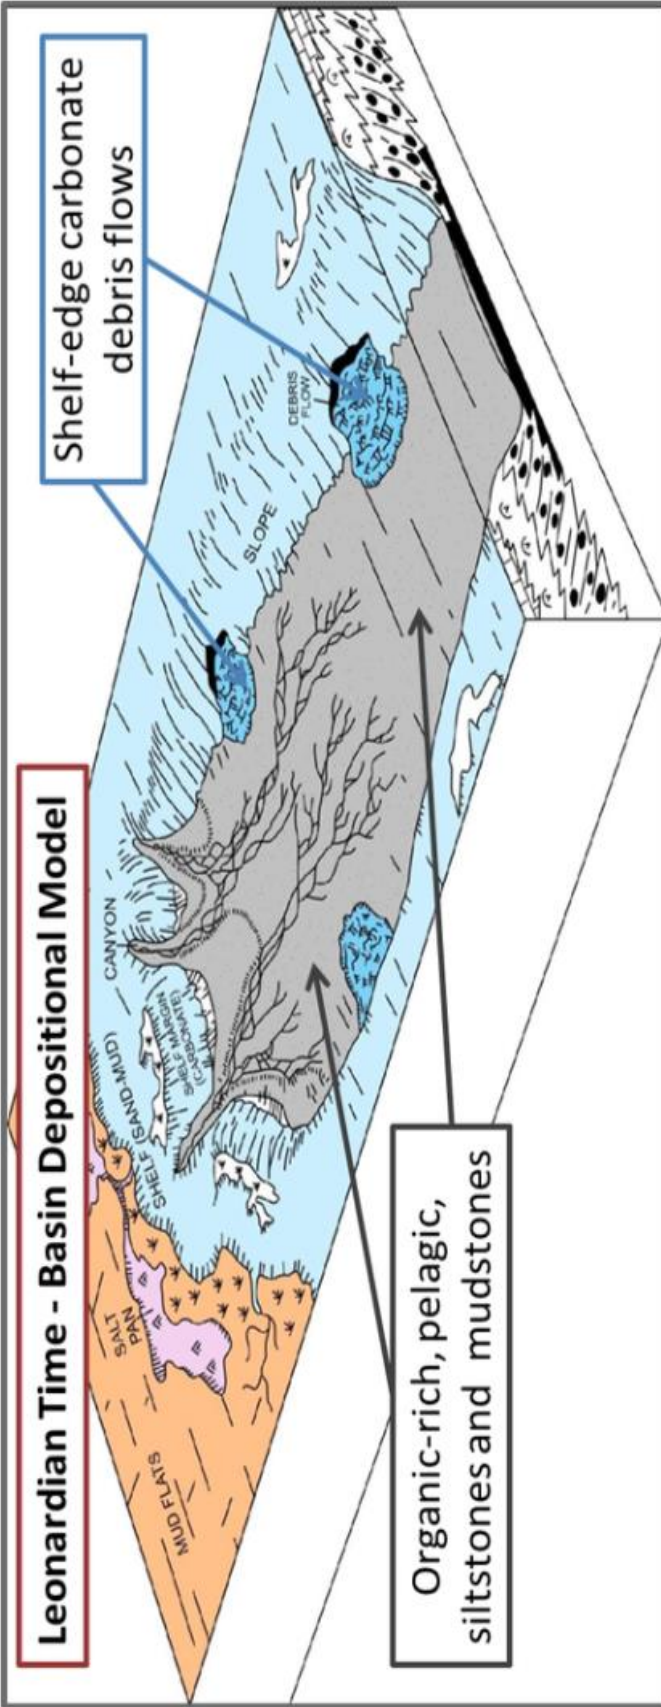 Leonardian Time - Basin Depositional Model
Shelf-edge carbonate
debris flows
MUD FLATS
SALT
PAN
SHELF (SAND-MUD)
SHELF MARGIN
(CARBONATE)
CANYON
SLOPE
DEBRIS
FLOW
Organic-rich, pelagic,
siltstones and mudstones